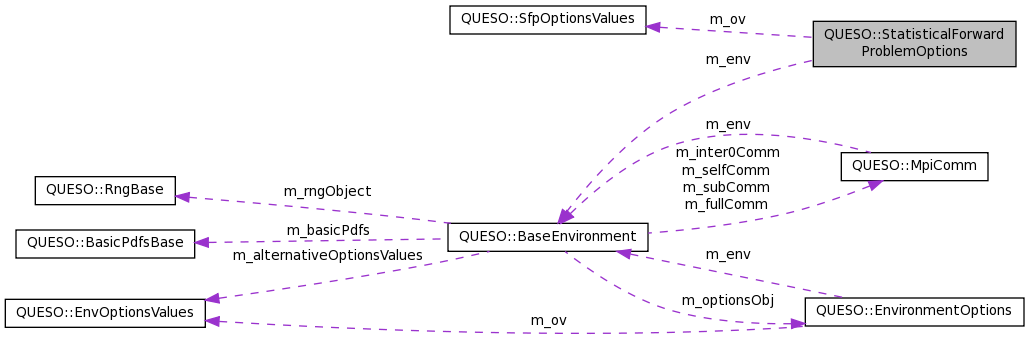 QUESO::SfpOptionsValues
m_ov
QUESO::StatisticalForward
ProblemOptions
m_env
m_env
m_inter0Comm
m_selfComm
m_subComm
m_fullComm
QUESO::MpiComm
QUESO::RngBase
m_rngObject
m_basicPdfs
QUESO::BasicPdfsBase
QUESO::BaseEnvironment
m_alternativeOptionsValues
m_env
m_optionsObj
QUESO::EnvOptionsValues
QUESO::EnvironmentOptions
m_ov